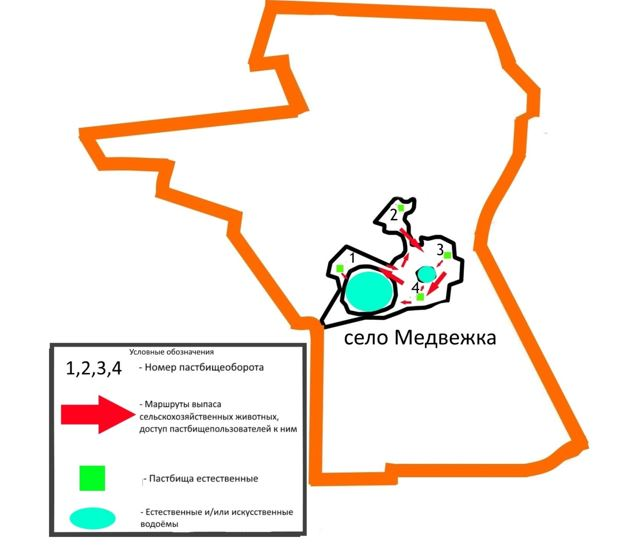 2
1
3
4
село Медвежка
Условные обозначения
1,2,3,4 - Номер пастбищеоборота
- Маршруты выпаса
сельскохозяйственных животных,
доступ пастбищепользователей к ним
- Пастбища естественные
- Естественные и/или искусственные
водоёмы